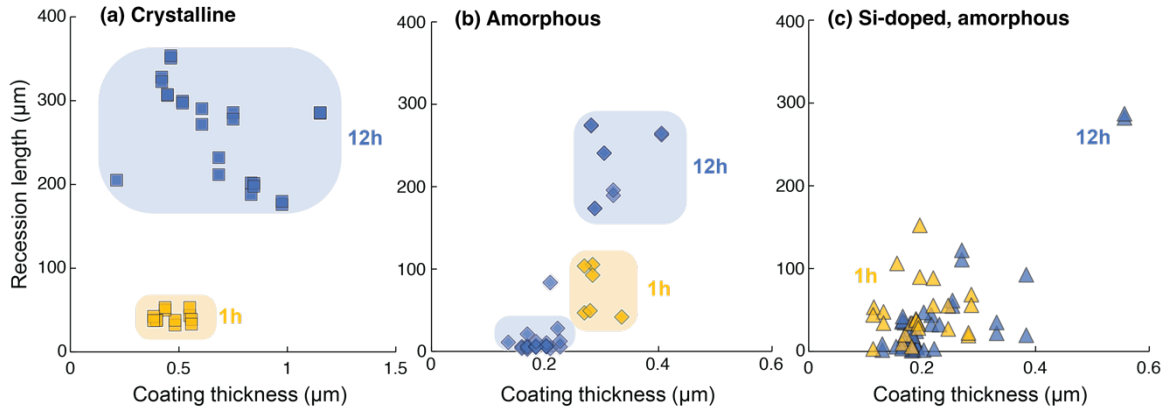 (a) Crystalline
400
300
200
100
0
0
0.5
1
1.5
Recession length (µm)
Coating thickness (µm)
12h
1h
(b) Amorphous
400
300
200
100
0
0
0.2
0.4
0.6
Coating thickness (µm)
12h
1h
(c) Si-doped, amorphous
400
300
200
100
0
0
0.2
0.4
0.6
Coating thickness (µm)
12h
1h